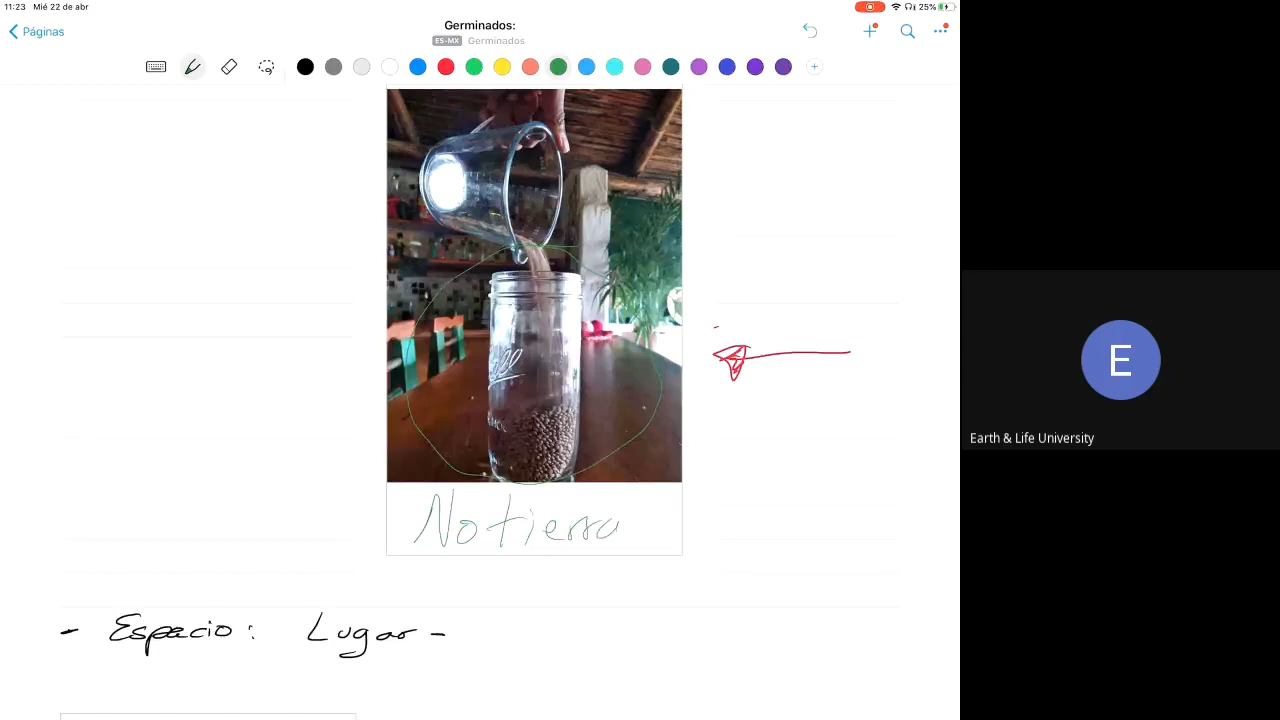 11:23 Mié 22 de abr
25%
Páginas
Germinados:
ES-MX Germinados
Ball
No tierra
E
Earth & Life University
- Espacio: Lugar -